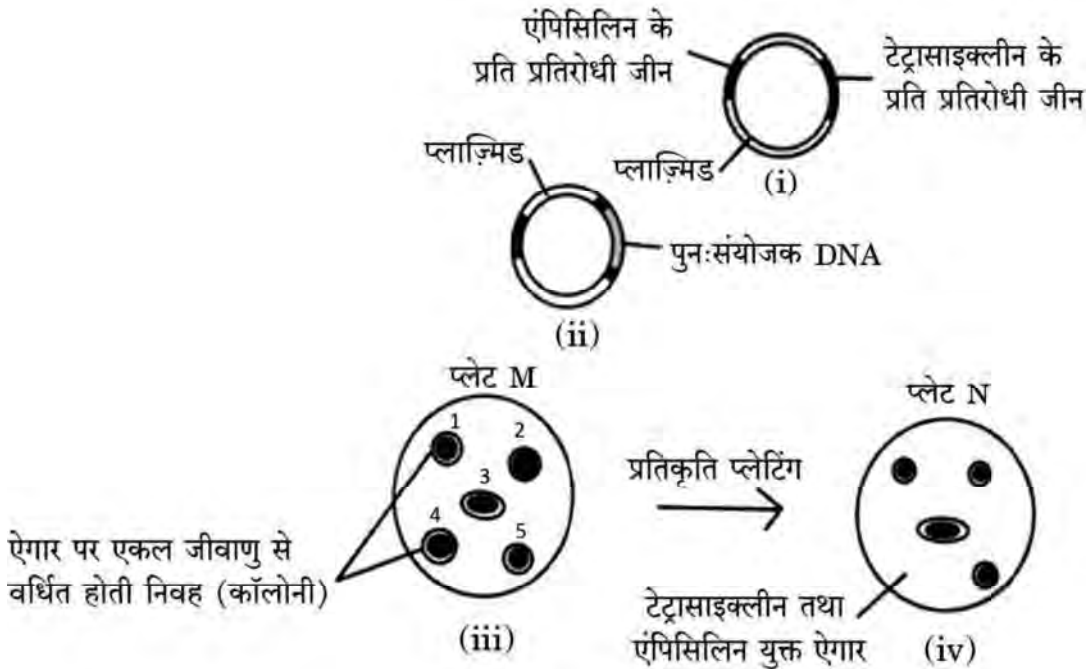 एंपिसिलिन के
प्रति प्रतिरोधी जीन
टेट्रासाइक्लीन के
प्रति प्रतिरोधी जीन
प्लाज़्मिड
(i)
प्लाज़्मिड
पुनःसंयोजक DNA
(ii)
प्लेट M
1
2
3
4
5
ऐगार पर एकल जीवाणु से
वर्धित होती निवह (कॉलोनी)
(iii)
प्रतिकृति प्लेटिंग
प्लेट N
टेट्रासाइक्लीन तथा
एंपिसिलिन युक्त ऐगार
(iv)